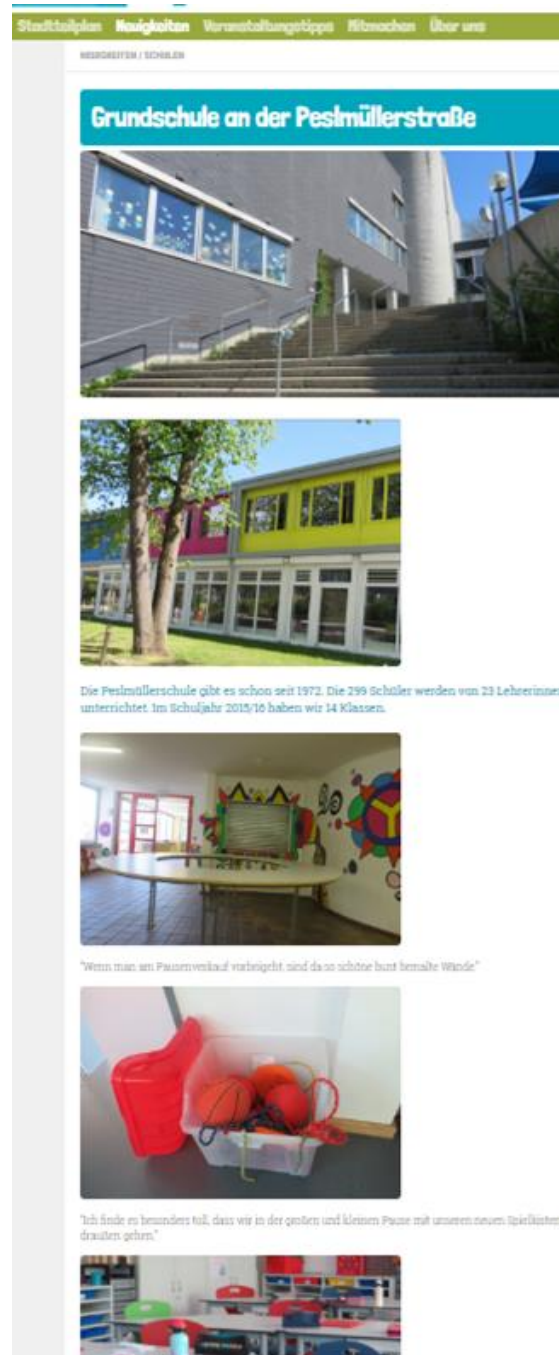 Stadtteilplan Neuigkeiten Veranstaltungstipps Mitmachen Über uns
NEUIGKEITEN / SCHULEN
Grundschule an der Peslmüllerstraße
Die Peslmüllerschule gibt es schon seit 1972. Die 299 Schüler werden von 23 Lehrerinnen
unterrichtet. Im Schuljahr 2015/16 haben wir 14 Klassen.
"Wenn man am Pausenverkauf vorbeigeht, sind da so schöne bunt bemalte Wände."
"Ich finde es besonders toll, dass wir in der großen und kleinen Pause mit unseren neuen Spielkisten
draußen gehen."